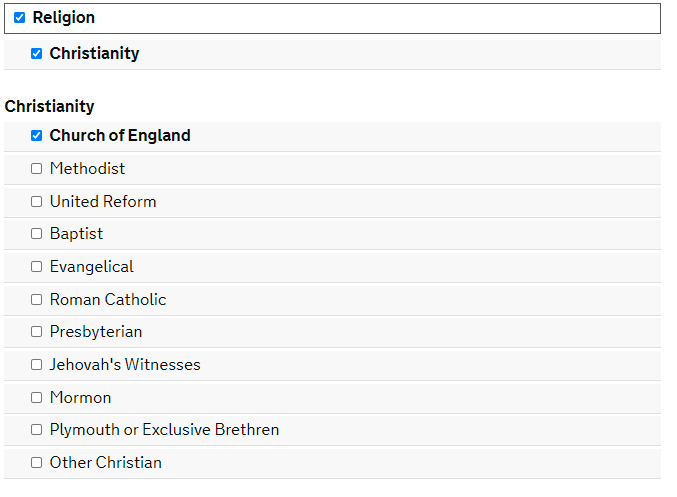 Religion
Christianity
Christianity
Church of England
Methodist
United Reform
Baptist
Evangelical
Roman Catholic
Presbyterian
Jehovah's Witnesses
Mormon
Plymouth or Exclusive Brethren
Other Christian